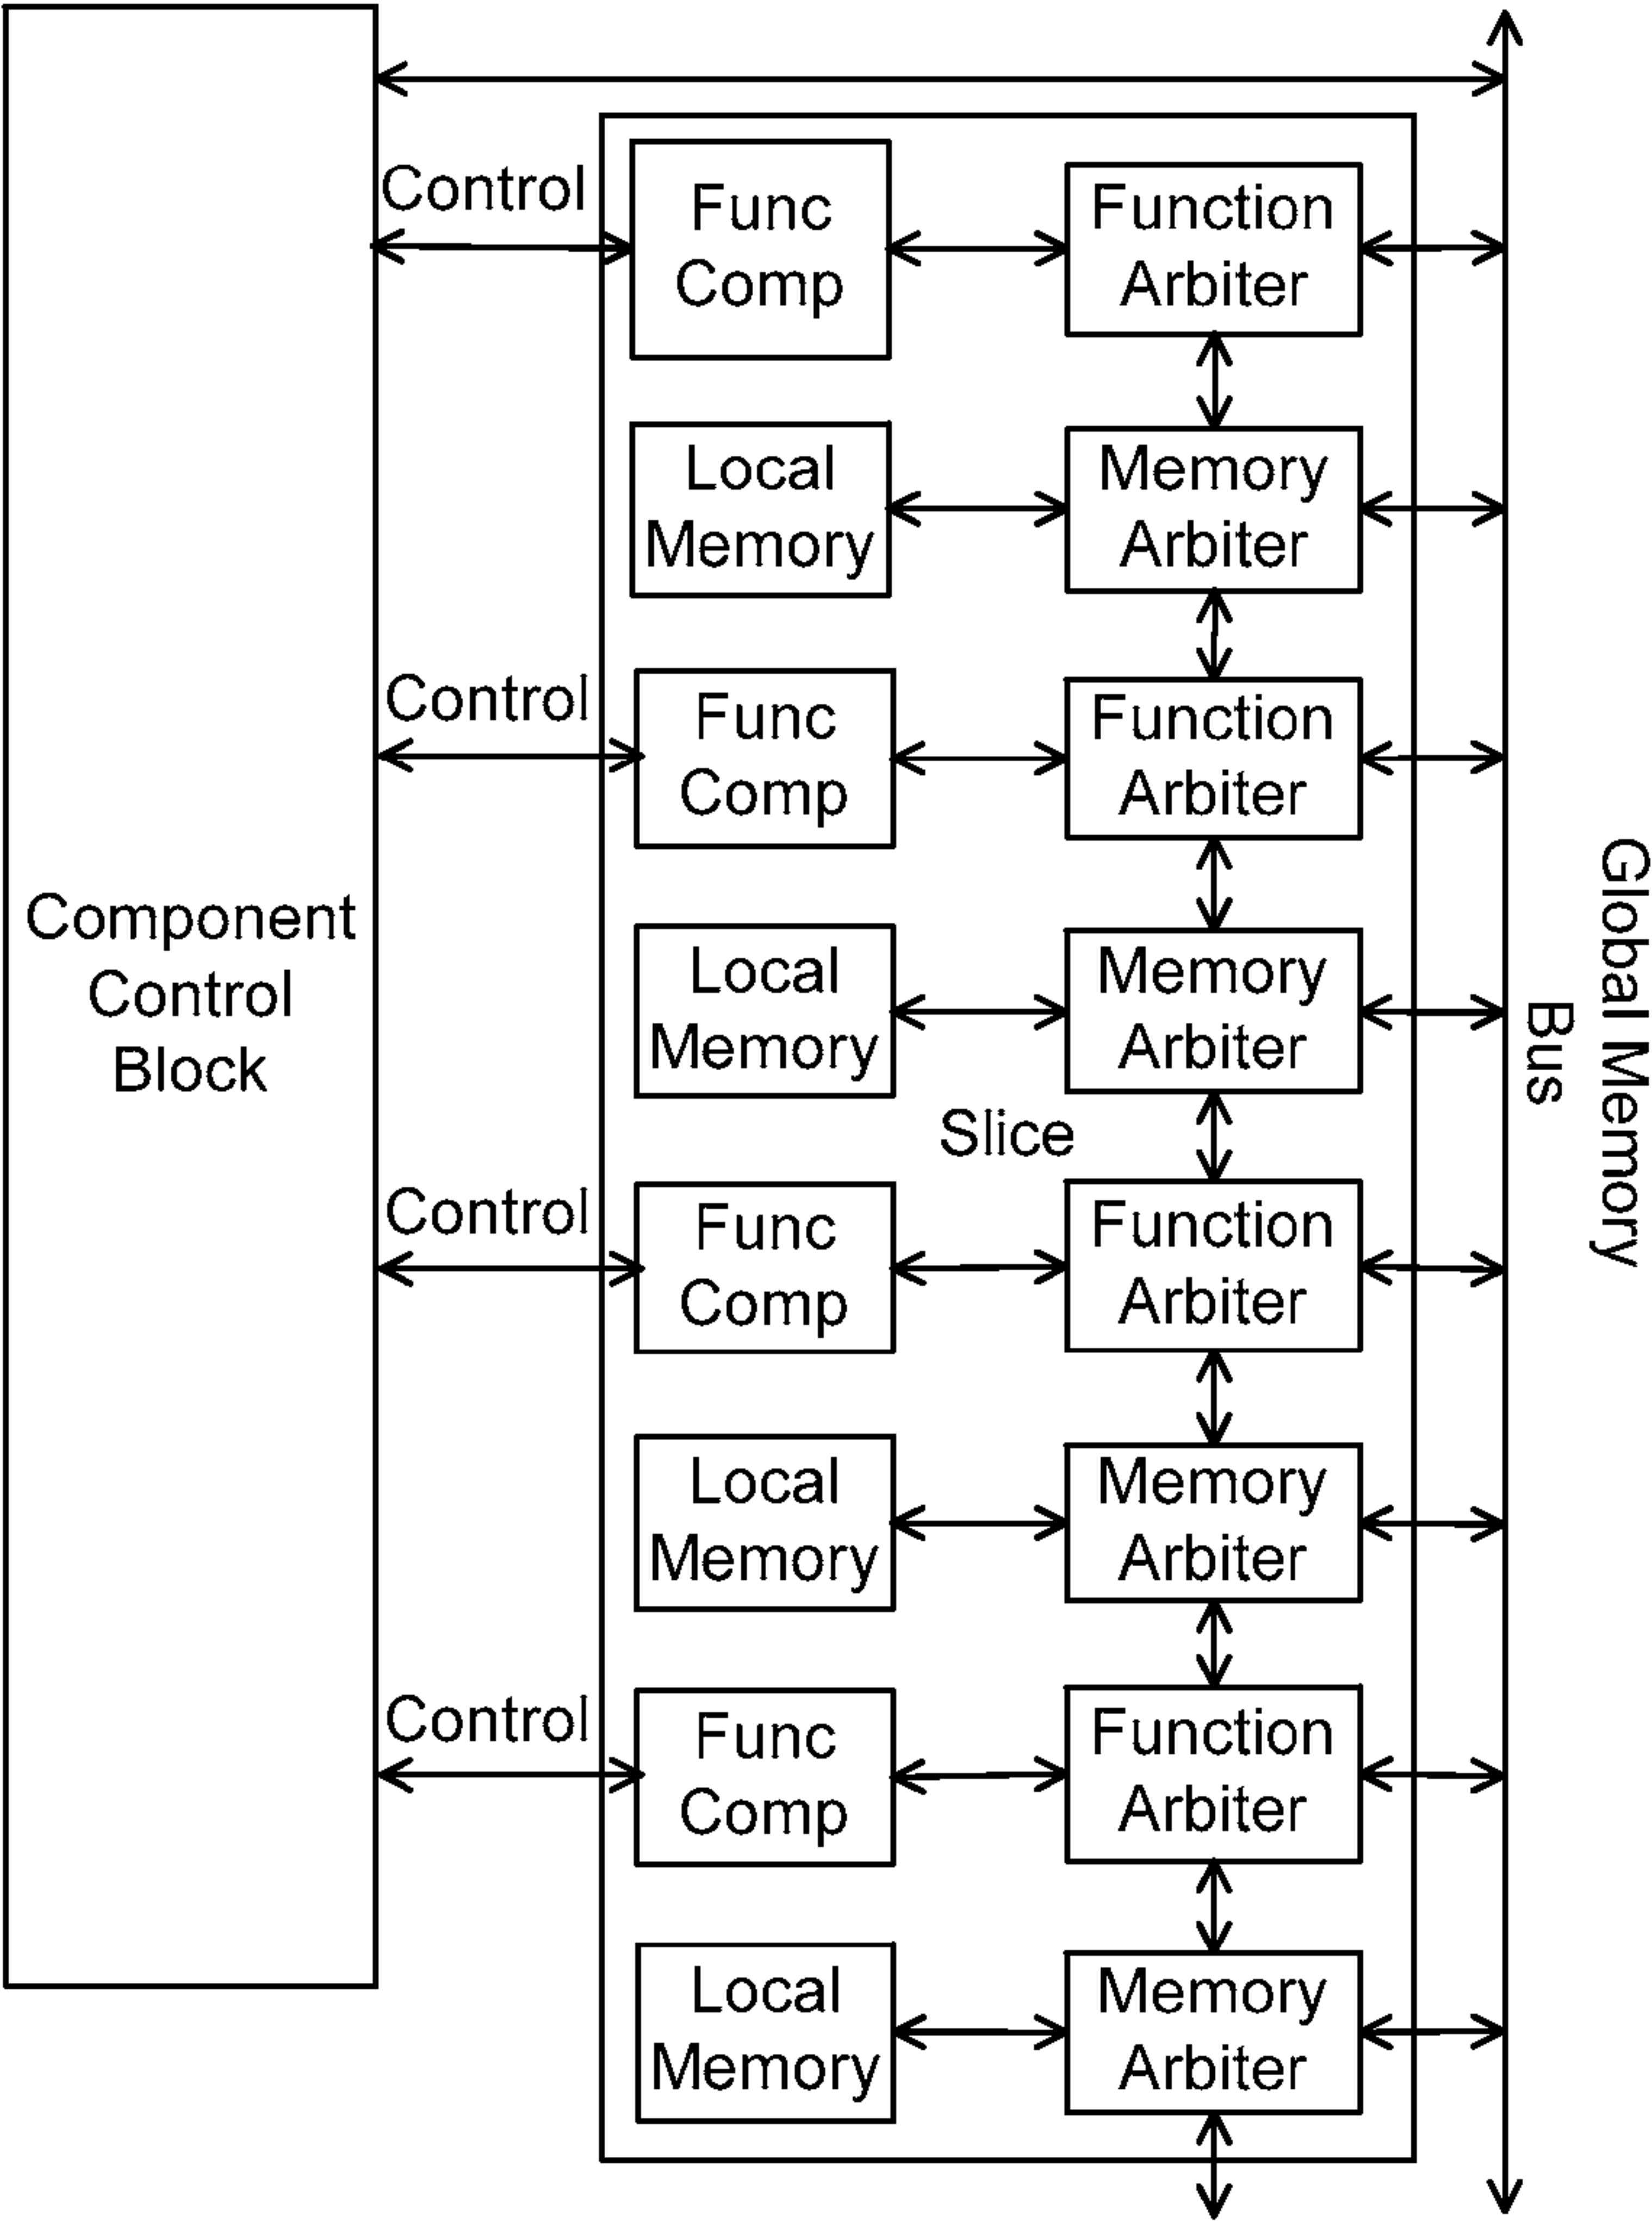 Control
Func
Comp
Function
Arbiter
Local
Memory
Memory
Arbiter
Control
Func
Comp
Function
Arbiter
Component
Control
Block
Local
Memory
Memory
Arbiter
Global Memory
Bus
Slice
Control
Func
Comp
Function
Arbiter
Local
Memory
Memory
Arbiter
Control
Func
Comp
Function
Arbiter
Local
Memory
Memory
Arbiter